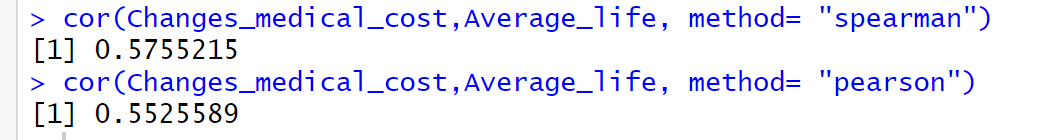 > cor(Changes_medical_cost,Average_life, method= "spearman")
[1] 0.5755215
> cor(Changes_medical_cost,Average_life, method= "pearson")
[1] 0.5525589